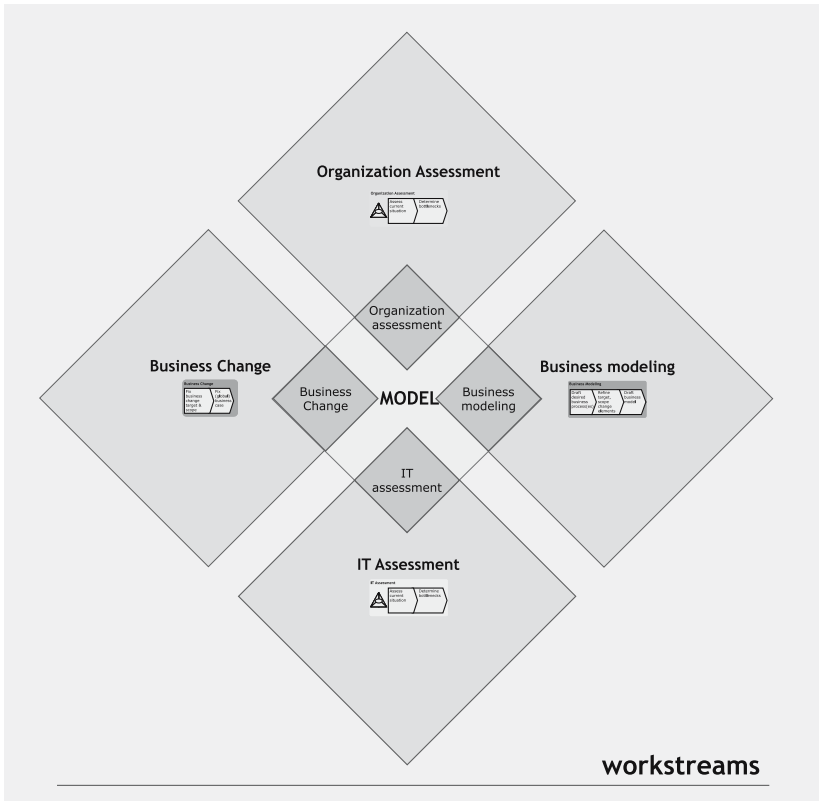 Organization Assessment
Organization Assessment
Assess
current
situation
Determine
bottlenecks
Organization
assessment
Business Change
Business Change
Fix
business
change
target &
scope
Fix
(global)
business
case
Business
Change
MODEL
Business
modeling
Business modeling
Business Modeling
Draft
desired
business
process(es)
Refine
target,
scope
change
elements
Draft
business
model
IT
assessment
IT Assessment
IT Assessment
Assess
current
situation
Determine
bottlenecks
workstreams